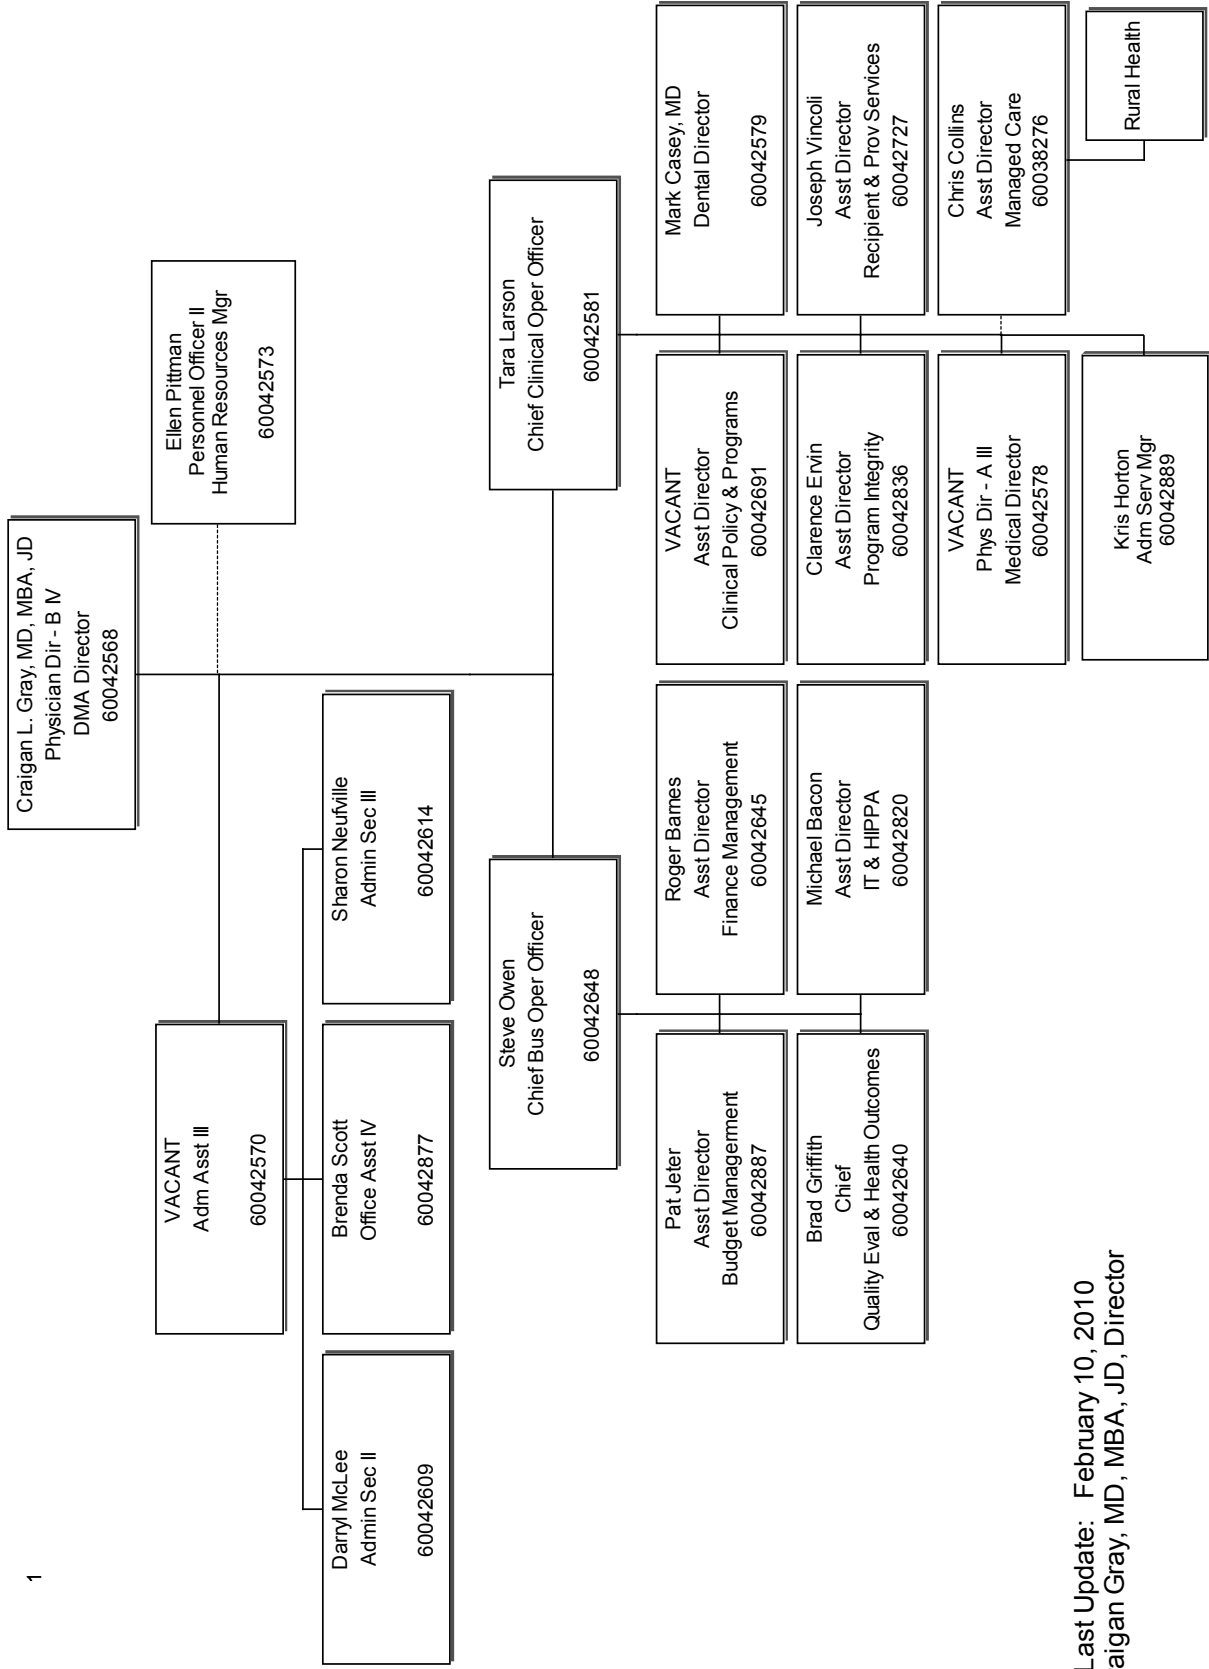 1
Craigan L. Gray, MD, MBA, JD
Physician Dir - B IV
DMA Director
60042568
Ellen Pittman
Personnel Officer II
Human Resources Mgr
60042573
VACANT
Adm Asst III
60042570
Darryl McLee
Admin Sec II
60042609
Brenda Scott
Office Asst IV
60042877
Sharon Neufville
Admin Sec III
60042614
Steve Owen
Chief Bus Oper Officer
60042648
Tara Larson
Chief Clinical Oper Officer
60042581
Pat Jeter
Asst Director
Budget Management
60042887
Roger Barnes
Asst Director
Finance Management
60042645
Brad Griffith
Chief
Quality Eval & Health Outcomes
60042640
Michael Bacon
Asst Director
IT & HIPPA
60042820
VACANT
Asst Director
Clinical Policy & Programs
60042691
Mark Casey, MD
Dental Director
60042579
Clarence Ervin
Asst Director
Program Integrity
60042836
Joseph Vincoli
Asst Director
Recipient & Prov Services
60042727
VACANT
Phys Dir - A III
Medical Director
60042578
Chris Collins
Asst Director
Managed Care
60038276
Kris Horton
Adm Serv Mgr
60042889
Rural Health
Last Update: February 10, 2010
aigan Gray, MD, MBA, JD, Director